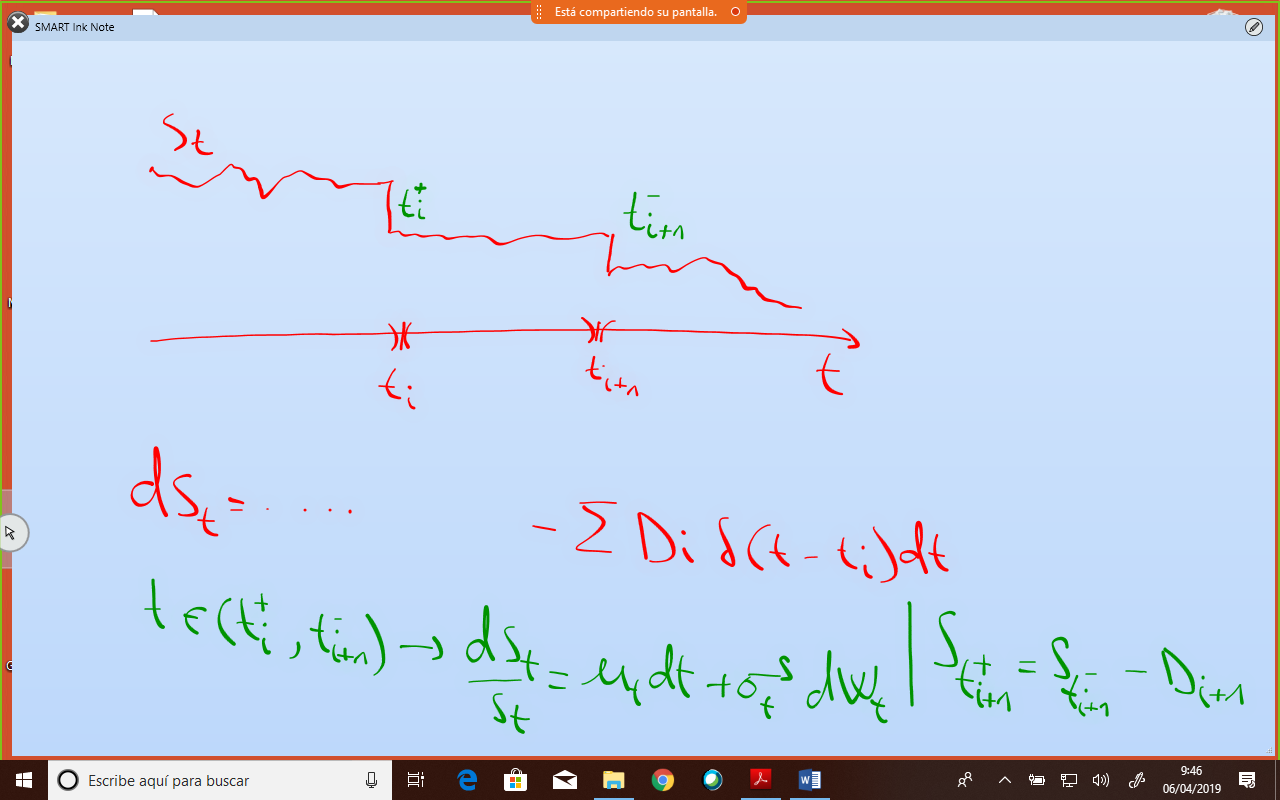 Está compartiendo su pantalla.
SMART Ink Note
S_t
t_i^+
t_{i+1}^-
t_i
t_{i+1}
t
dS_t = . . . . . - Σ D_i δ(t - t_i) dt
t ∈ (t_i^+, t_{i+1}^-) → dS_t/S_t = μ_t dt + σ_t^S dW_t | S_{t_{i+1}^+} = S_{t_{i+1}^-} - D_{i+1}
Escribe aquí para buscar
9:46
06/04/2019